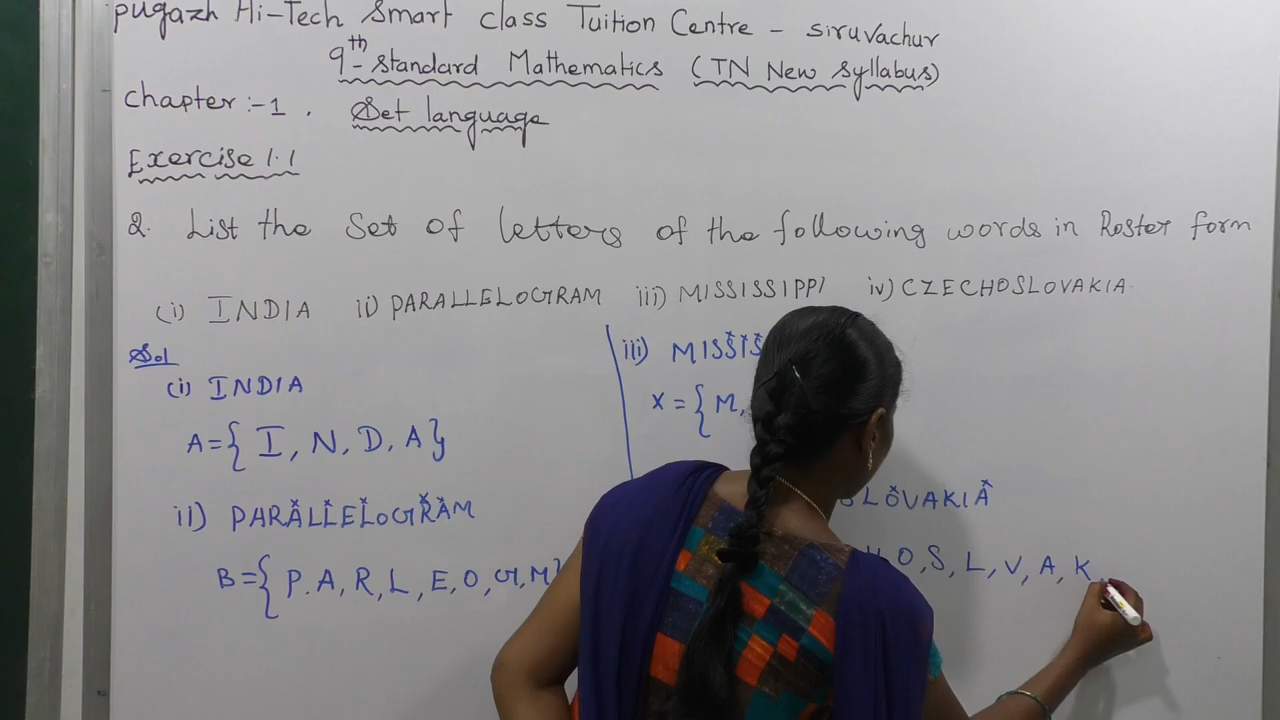 pugazh Hi-Tech Smart class Tuition Centre - siruvachur
9th - standard Mathematics (TN New Syllabus)
chapter :- 1 . Set language
Exercise 1.1
2. List the Set of letters of the following words in Roster form
(i) INDIA ii) PARALLELOGRAM iii) MISSISSIPPI iv) CZECHOSLOVAKIA.
Sol
(i) INDIA
A={ I, N, D, A}
ii) PARALLELOGRAM
B={ P, A, R, L, E, O, G, M}
iii) MISSIS
X = { M,
SLOVAKIA
O, S, L, V, A, K